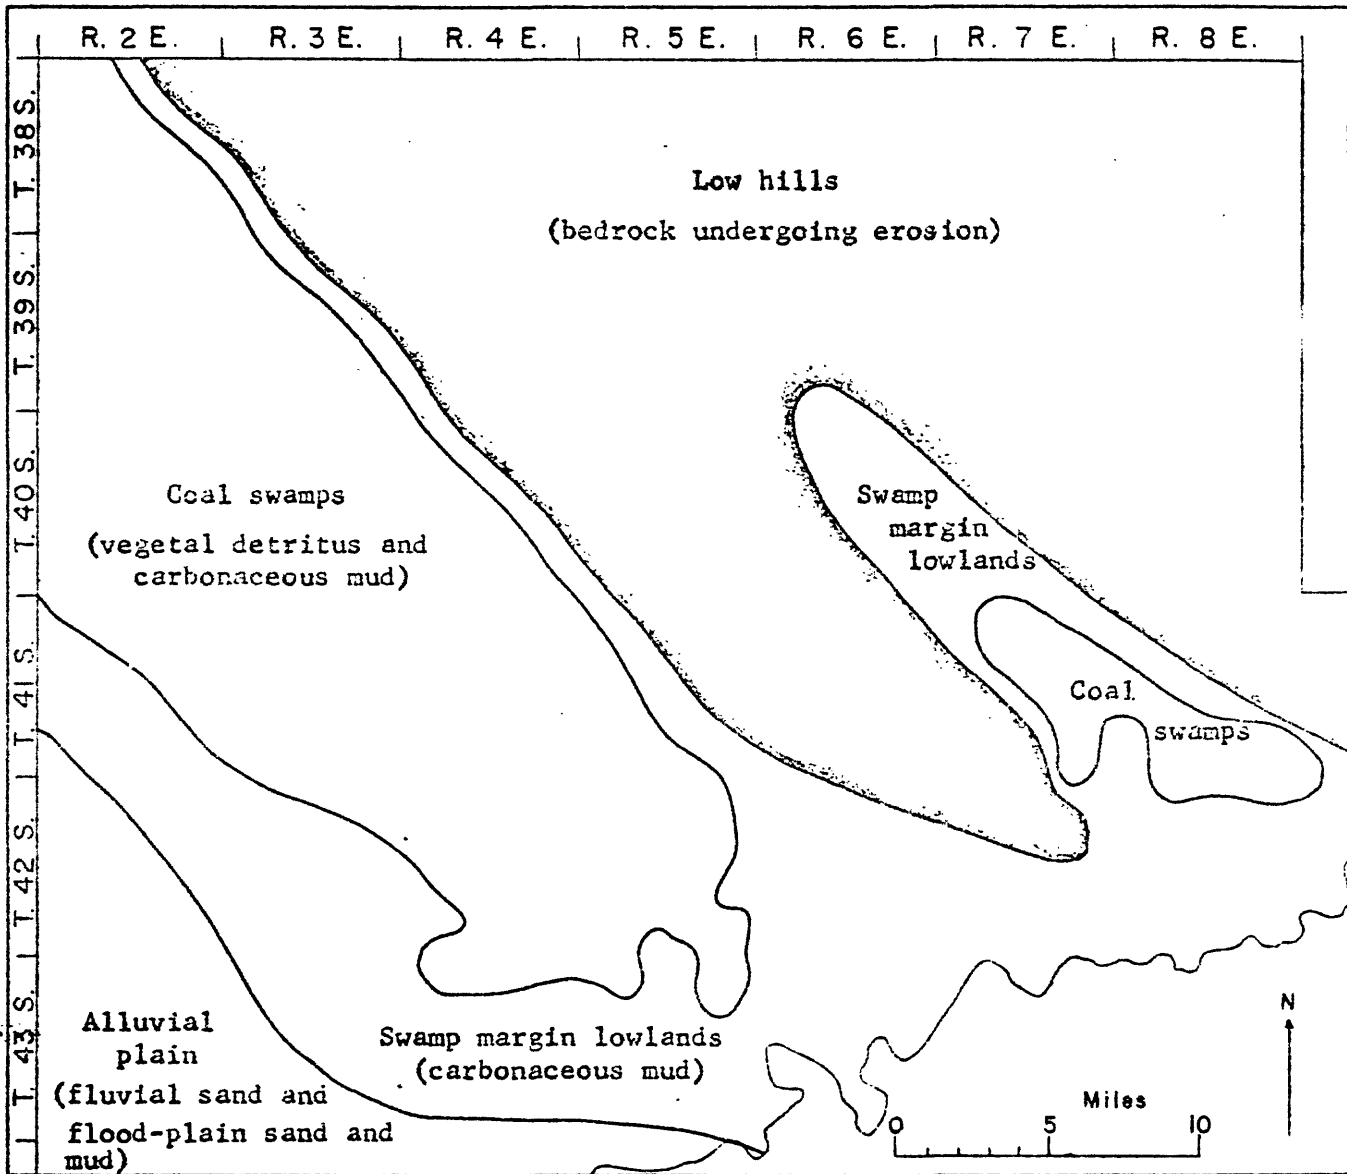 R. 2 E. R. 3 E. R. 4 E. R. 5 E. R. 6 E. R. 7 E. R. 8 E.
T. 38 S.
T. 39 S.
T. 40 S.
T. 41 S.
T. 42 S.
T. 43 S.
Low hills
(bedrock undergoing erosion)
Coal swamps
(vegetal detritus and
carbonaceous mud)
Swamp
margin
lowlands
Coal
swamps
Alluvial
plain
(fluvial sand and
flood-plain sand and
mud)
Swamp margin lowlands
(carbonaceous mud)
N
Miles
0 5 10